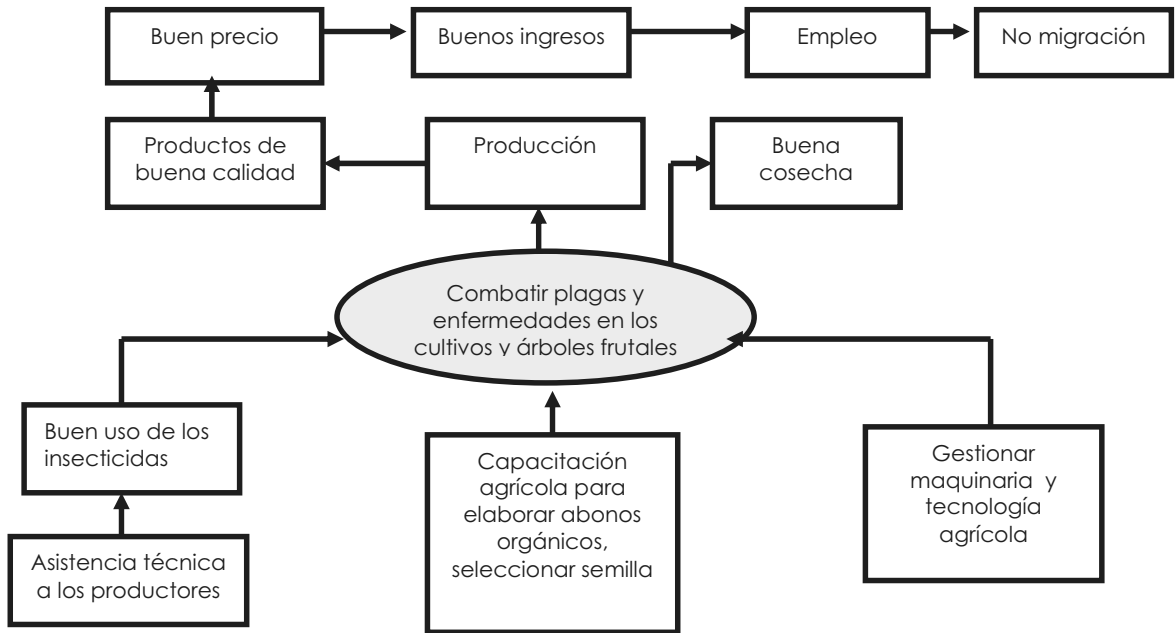 Buen precio
Buenos ingresos
Empleo
No migración
Productos de
buena calidad
Producción
Buena
cosecha
Combatir plagas y
enfermedades en los
cultivos y árboles frutales
Buen uso de los
insecticidas
Capacitación
agrícola para
elaborar abonos
orgánicos,
seleccionar semilla
Gestionar
maquinaria y
tecnología
agrícola
Asistencia técnica
a los productores